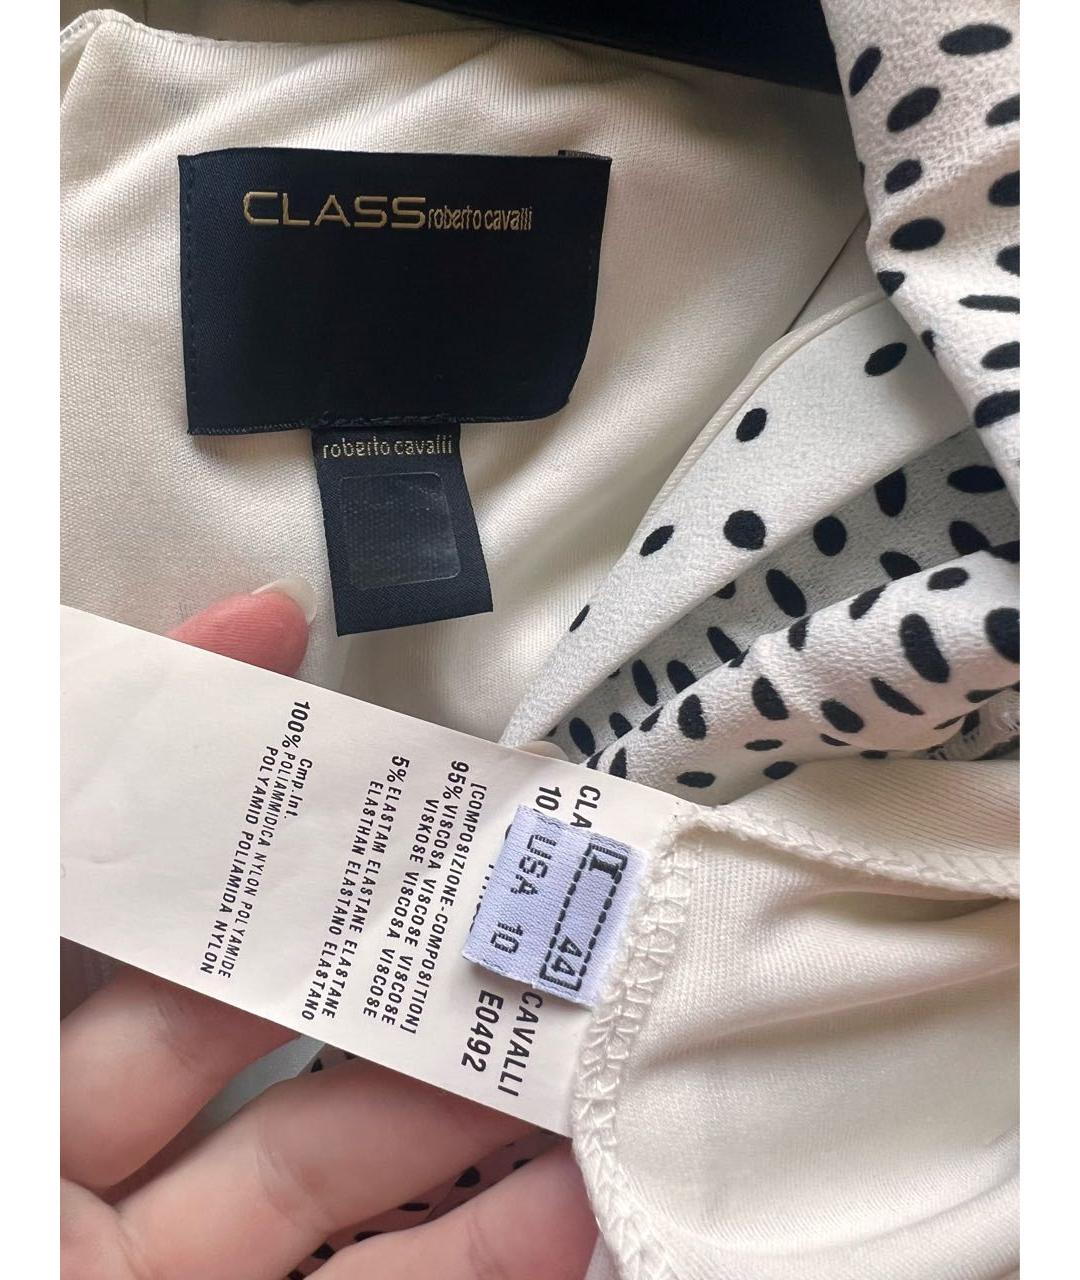 CLASS roberto cavalli
roberto cavalli
CLA
CAVALLI
10
E0492
I 44
USA 10
[COMPOSIZIONE-COMPOSITION]
95% VISCOSA VISCOSE VISCOSE
VISKOSE VISCOSA VISCOSE
5% ELASTAM ELASTANE ELASTANE
ELASTHAN ELASTANO ELASTANO
Cmp.Int.
100% POLIAMMIDICA NYLON POLYAMIDE
POLYAMID POLIAMIDA NYLON